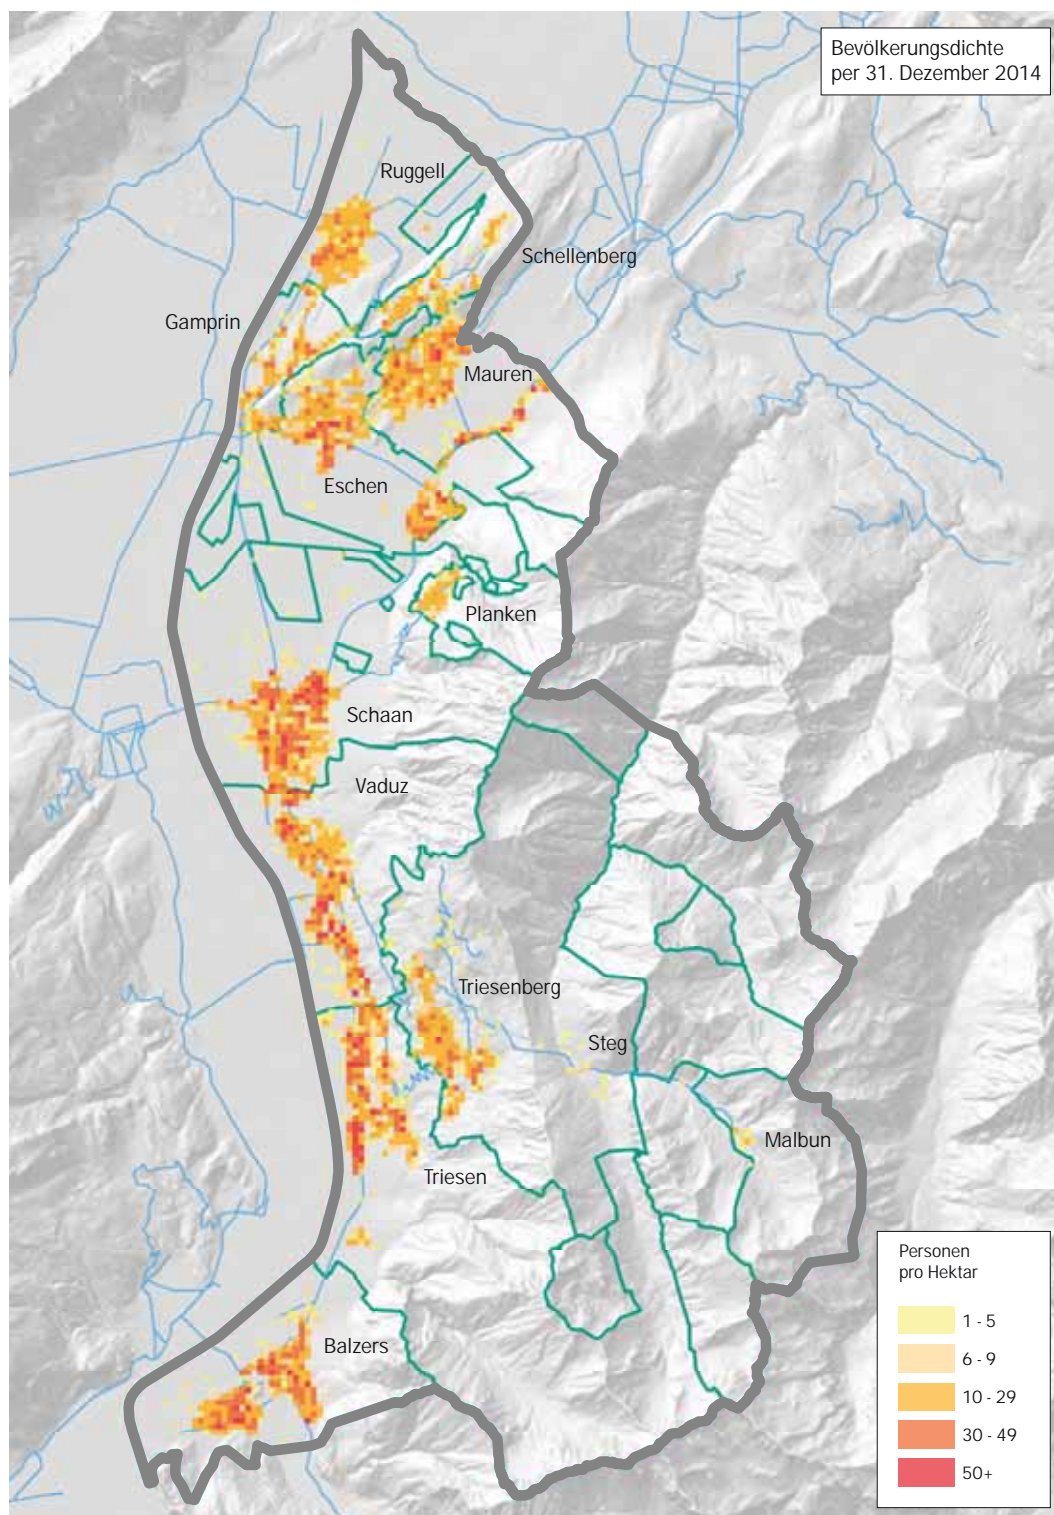 Bevölkerungsdichte
per 31. Dezember 2014
Ruggell
Schellenberg
Gamprin
Mauren
Eschen
Planken
Schaan
Vaduz
Triesenberg
Steg
Malbun
Triesen
Balzers
Personen
pro Hektar
1 - 5
6 - 9
10 - 29
30 - 49
50+